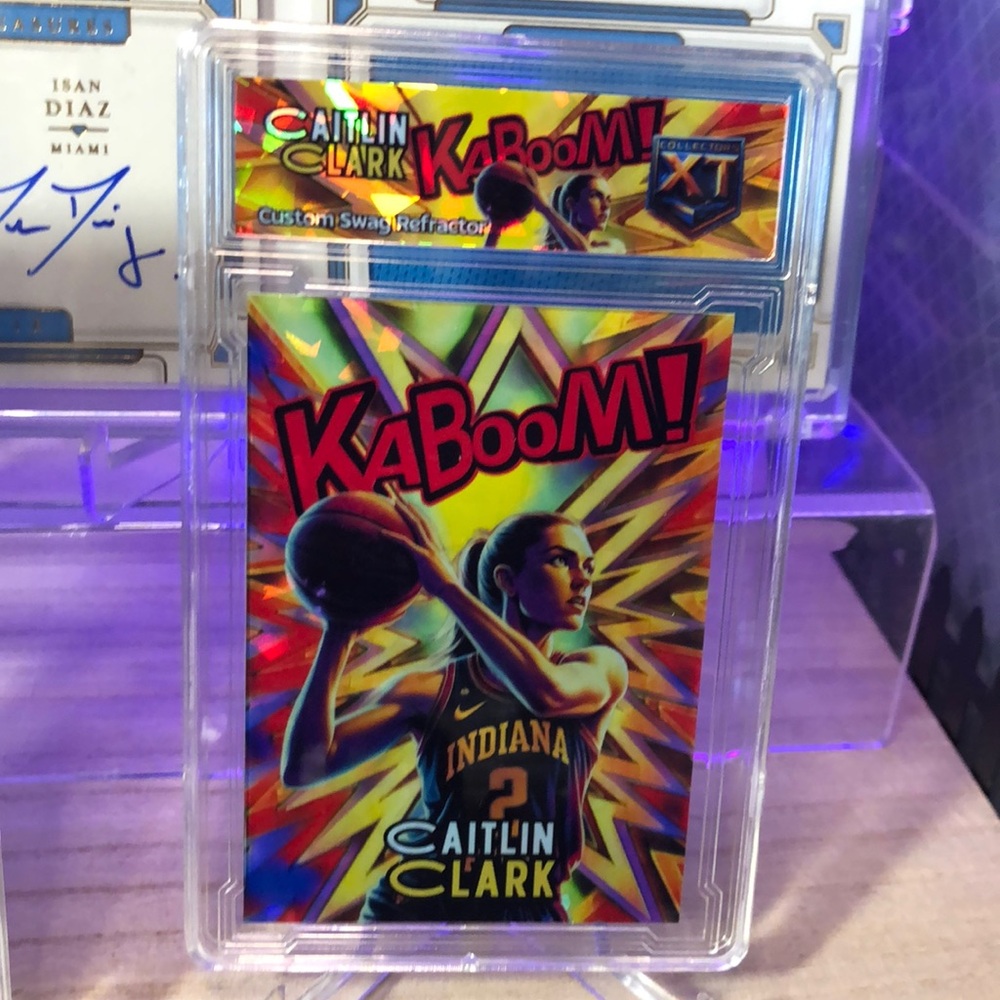 ISAN
DIAZ
MIAMI
CAITLIN
CLARK
KABOOM!
COLLECTORS
XT
Custom Swag Refractor
KABOOM!
INDIANA
2
CAITLIN
CLARK